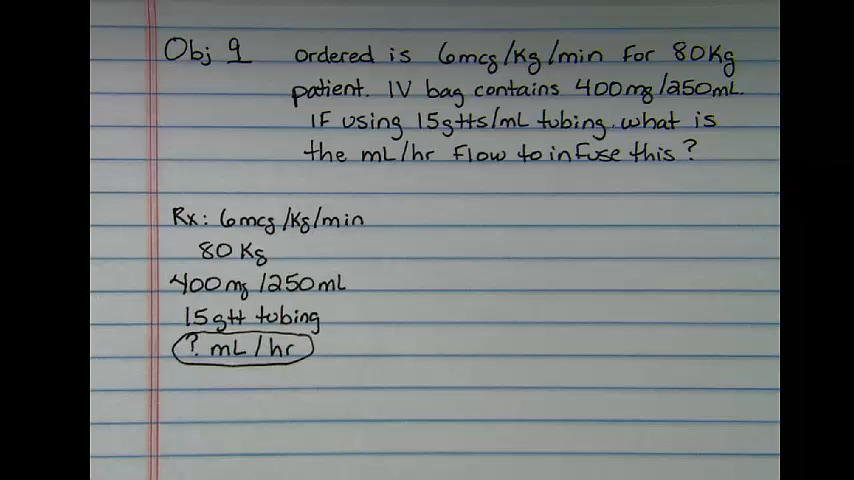 Obj 9 ordered is 6mcg/Kg/min for 80Kg
patient. IV bag contains 400mg/250mL.
IF using 15gtts/mL tubing, what is
the mL/hr Flow to infuse this?
Rx: 6mcg/Kg/min
80 Kg
400mg/250mL
15gtt tubing
? mL/hr